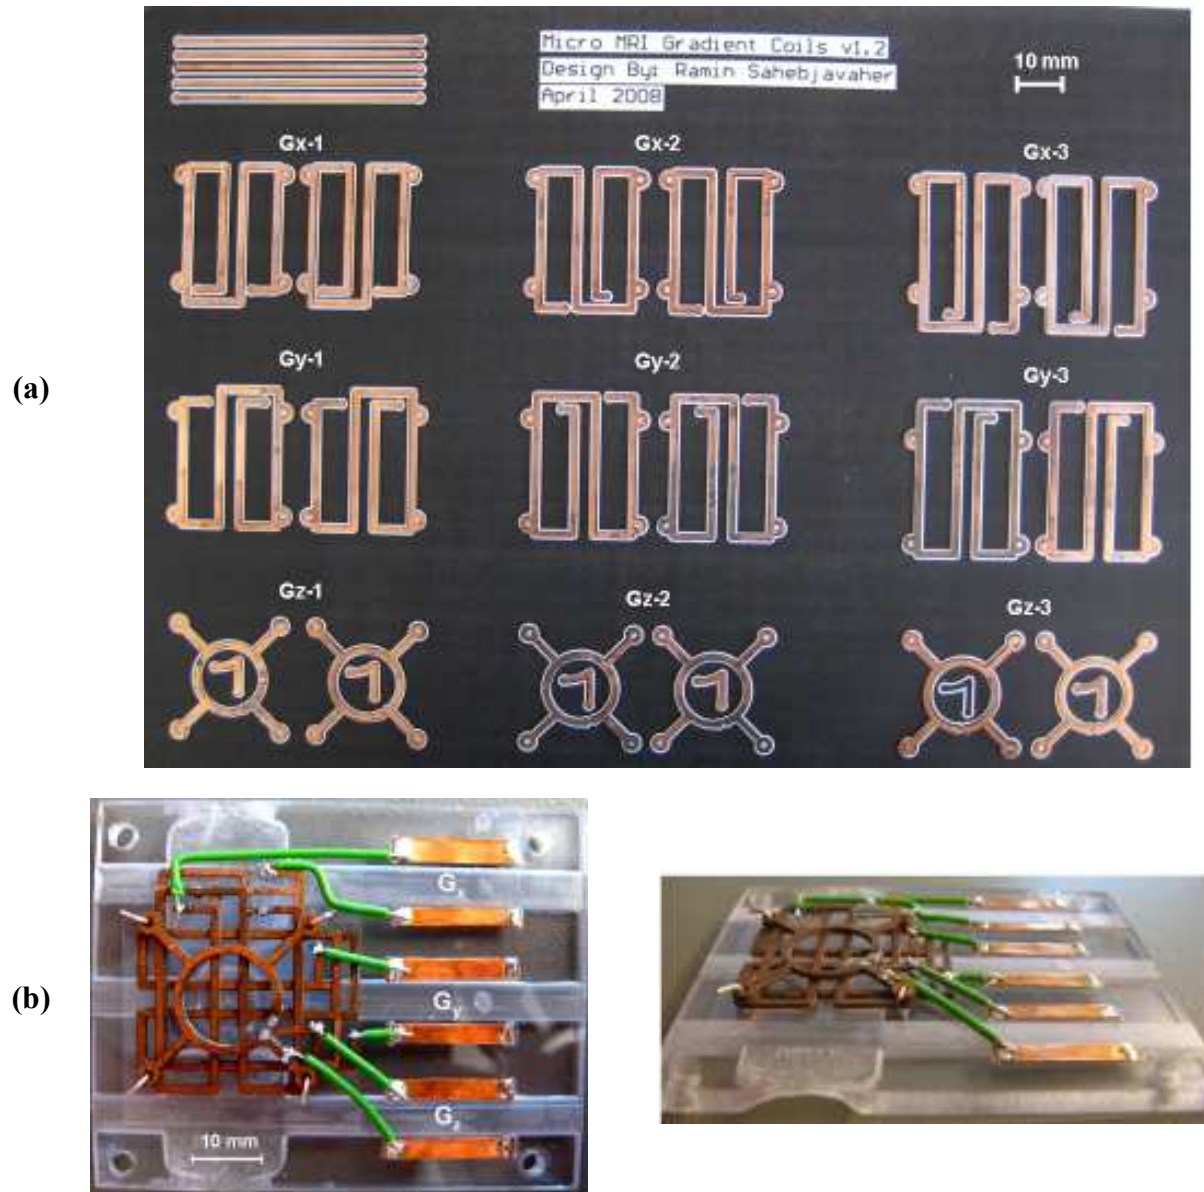 Micro MRI Gradient Coils v1.2
Design By: Ramin Sahebjavaher
April 2008
10 mm
Gx-1
Gx-2
Gx-3
(a)
Gy-1
Gy-2
Gy-3
Gz-1
Gz-2
Gz-3
(b)
Gx
Gy
Gz
10 mm